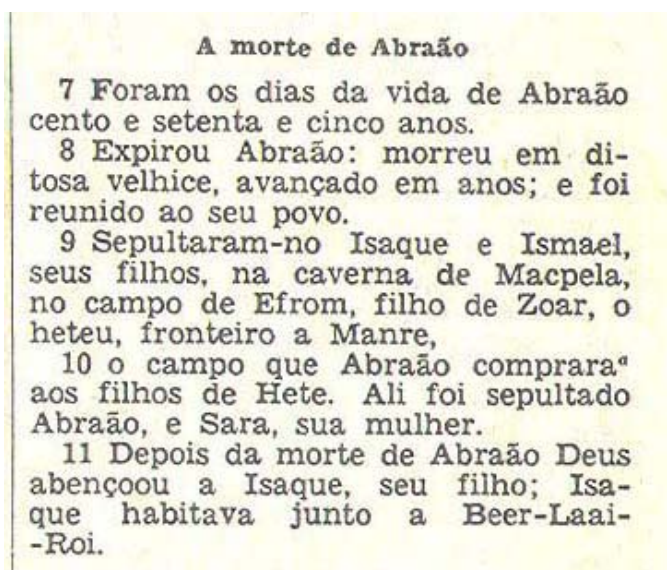 A morte de Abraão
7 Foram os dias da vida de Abraão
cento e setenta e cinco anos.
8 Expirou Abraão: morreu em di-
tosa velhice, avançado em anos; e foi
reunido ao seu povo.
9 Sepultaram-no Isaque e Ismael,
seus filhos, na caverna de Macpela,
no campo de Efrom, filho de Zoar, o
heteu, fronteiro a Manre,
10 o campo que Abraão compraraª
aos filhos de Hete. Ali foi sepultado
Abraão, e Sara, sua mulher.
11 Depois da morte de Abraão Deus
abençoou a Isaque, seu filho; Isa-
que habitava junto a Beer-Laai-
-Roi.